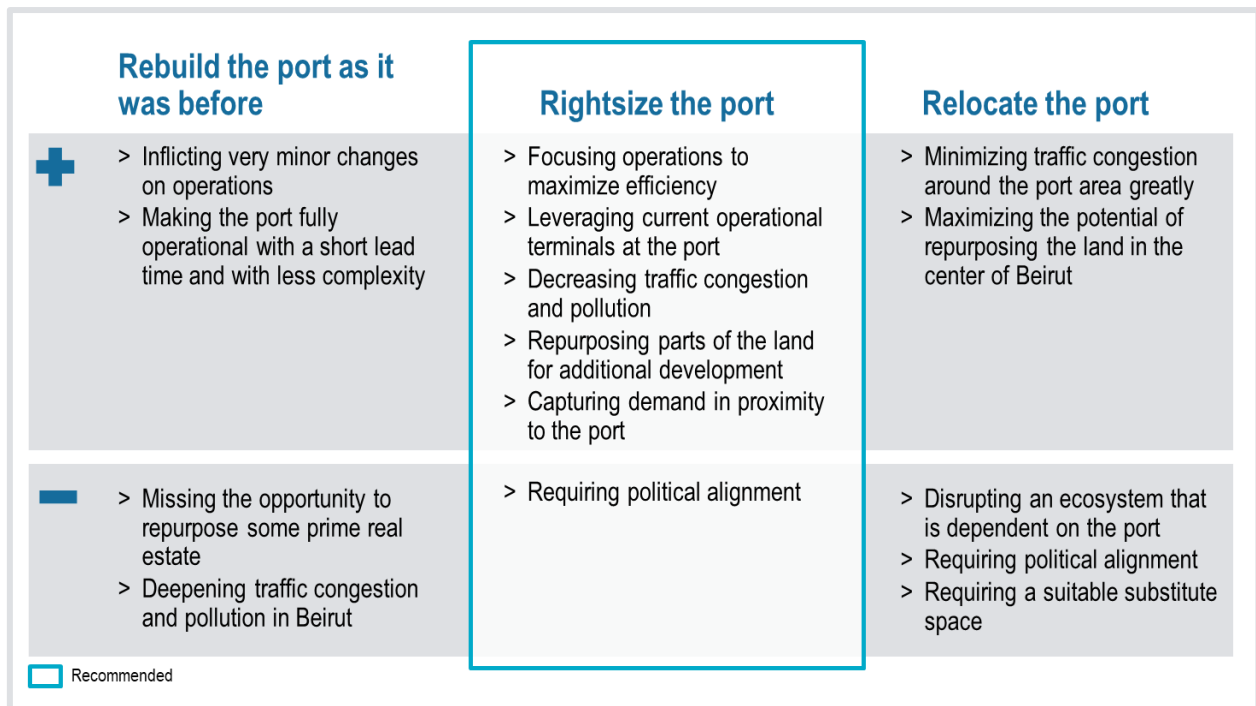 Rebuild the port as it
was before
> Inflicting very minor changes
on operations
> Making the port fully
operational with a short lead
time and with less complexity
> Missing the opportunity to
repurpose some prime real
estate
> Deepening traffic congestion
and pollution in Beirut
Rightsize the port
> Focusing operations to
maximize efficiency
> Leveraging current operational
terminals at the port
> Decreasing traffic congestion
and pollution
> Repurposing parts of the land
for additional development
> Capturing demand in proximity
to the port
> Requiring political alignment
Relocate the port
> Minimizing traffic congestion
around the port area greatly
> Maximizing the potential of
repurposing the land in the
center of Beirut
> Disrupting an ecosystem that
is dependent on the port
> Requiring political alignment
> Requiring a suitable substitute
space
Recommended